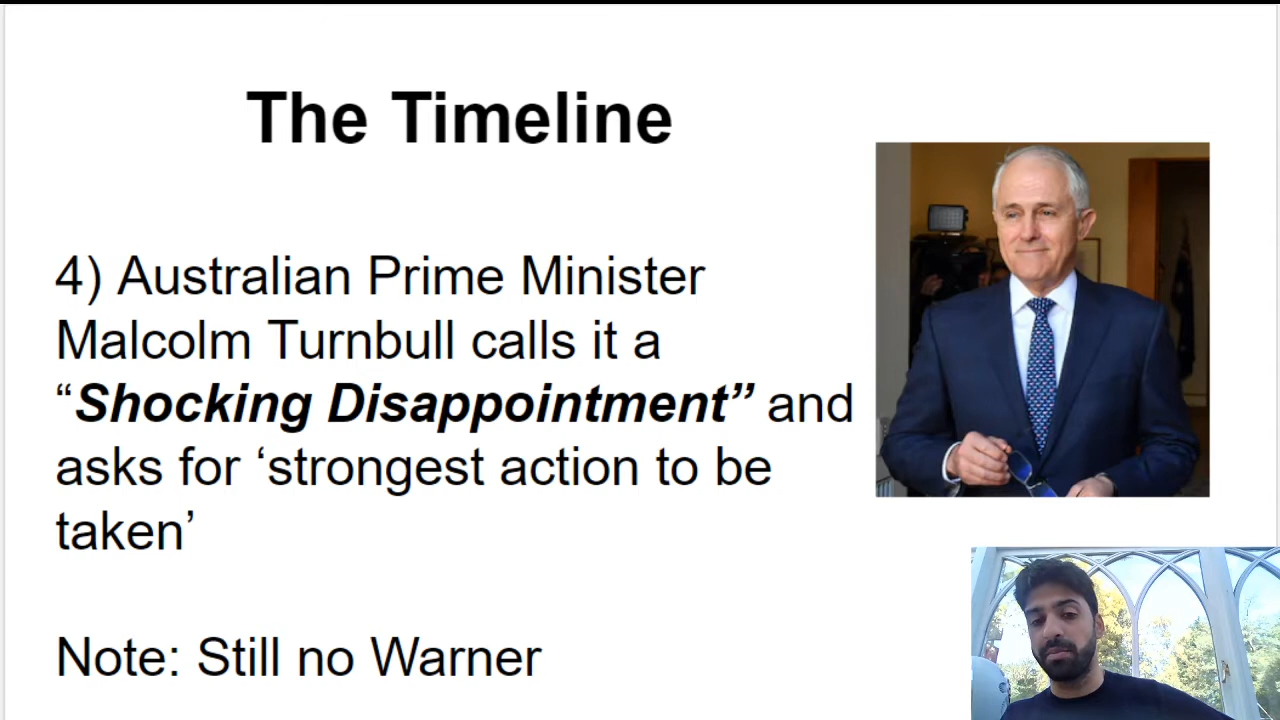 The Timeline
4) Australian Prime Minister
Malcolm Turnbull calls it a
“Shocking Disappointment” and
asks for ‘strongest action to be
taken’
Note: Still no Warner